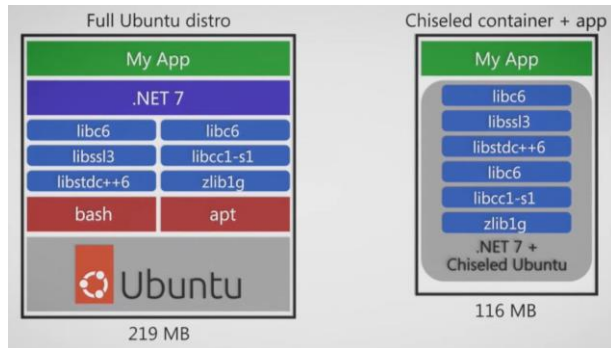 Full Ubuntu distro
My App
.NET 7
libc6 libc6
libssl3 libcc1-s1
libstdc++6 zlib1g
bash apt
Ubuntu
219 MB
Chiseled container + app
My App
libc6
libssl3
libstdc++6
libc6
libcc1-s1
zlib1g
.NET 7 +
Chiseled Ubuntu
116 MB